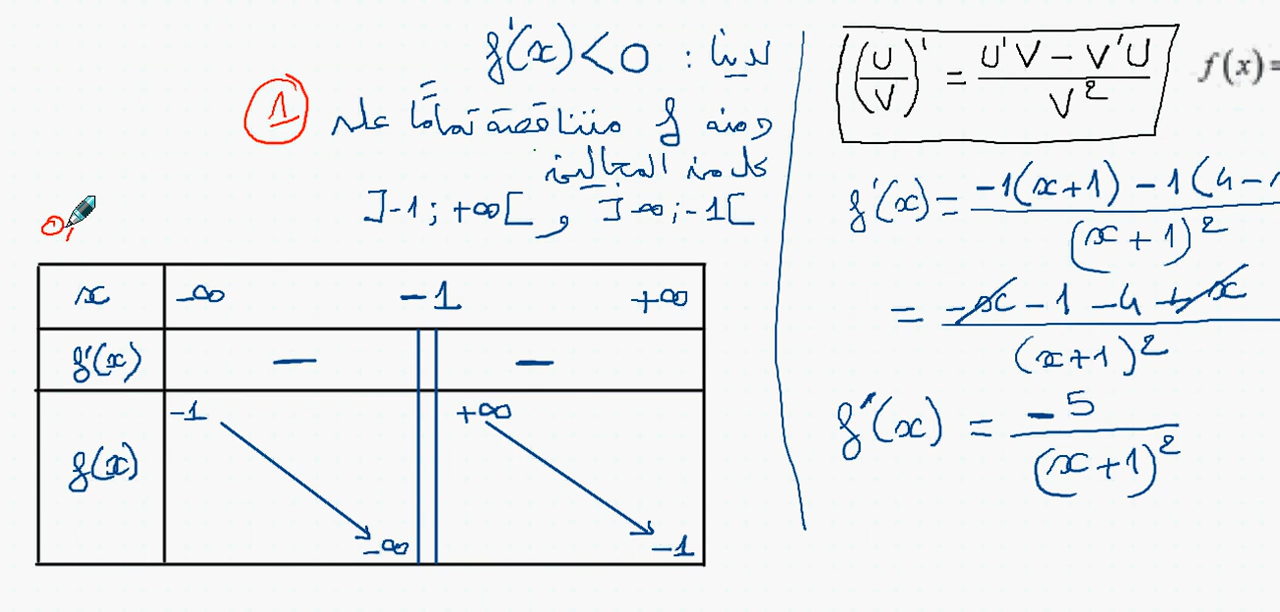 لدينا : f'(x) < 0
ومنه f متناقصة تمامًا على
كل من المجالين
]-∞ ; -1[ و ]-1 ; +∞[
1
x -∞ -1 +∞
f'(x) — —
f(x) -1 -∞ +∞ -1
(U/V)' = (U'V - V'U)/V²
f(x)=
f'(x) = (-1(x+1) - 1(4-)/(x+1)²
= (-x - 1 - 4 + x)/(x+1)²
f'(x) = -5/(x+1)²